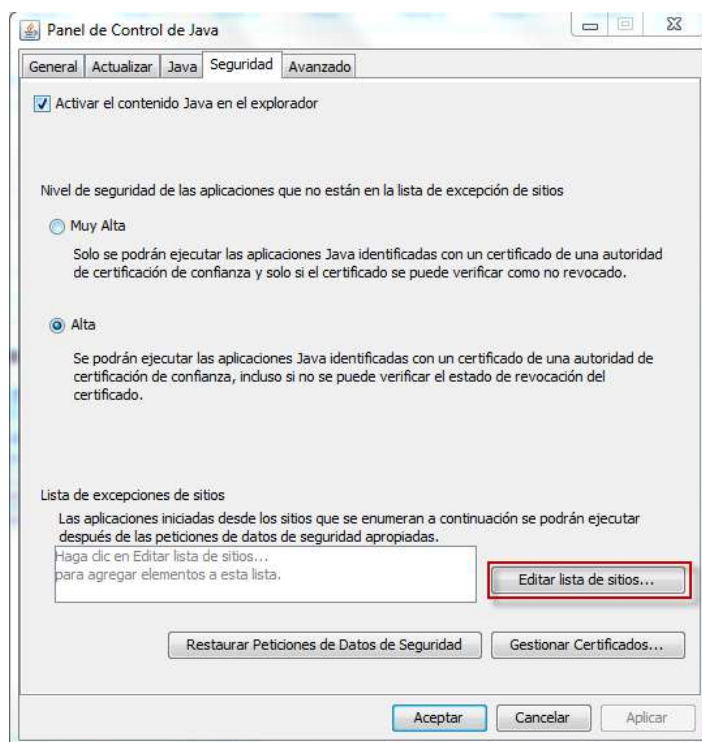 Panel de Control de Java
General Actualizar Java Seguridad Avanzado
Activar el contenido Java en el explorador
Nivel de seguridad de las aplicaciones que no están en la lista de excepción de sitios
Muy Alta
Solo se podrán ejecutar las aplicaciones Java identificadas con un certificado de una autoridad
de certificación de confianza y solo si el certificado se puede verificar como no revocado.
Alta
Se podrán ejecutar las aplicaciones Java identificadas con un certificado de una autoridad de
certificación de confianza, incluso si no se puede verificar el estado de revocación del
certificado.
Lista de excepciones de sitios
Las aplicaciones iniciadas desde los sitios que se enumeran a continuación se podrán ejecutar
después de las peticiones de datos de seguridad apropiadas.
Haga clic en Editar lista de sitios...
para agregar elementos a esta lista.
Editar lista de sitios...
Restaurar Peticiones de Datos de Seguridad Gestionar Certificados...
Aceptar Cancelar Aplicar